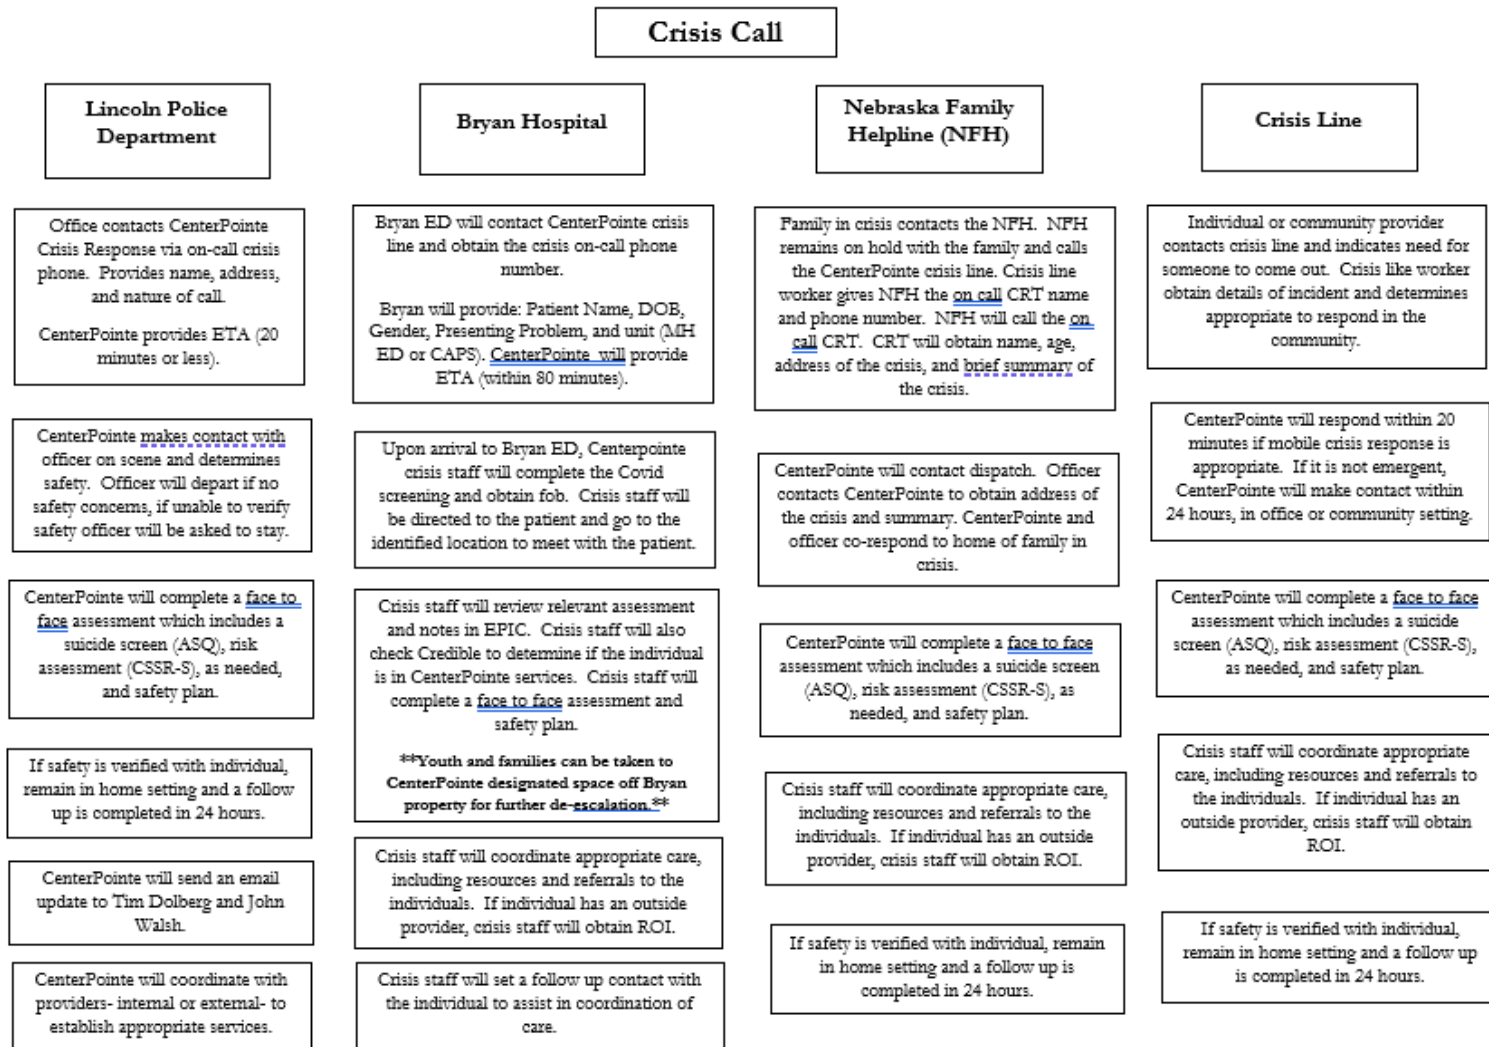 Crisis Call
Lincoln Police
Department
Office contacts CenterPointe
Crisis Response via on-call crisis
phone. Provides name, address,
and nature of call.
CenterPointe provides ETA (20
minutes or less).
CenterPointe makes contact with
officer on scene and determines
safety. Officer will depart if no
safety concerns, if unable to verify
safety officer will be asked to stay.
CenterPointe will complete a face to
face assessment which includes a
suicide screen (ASQ), risk
assessment (CSSR-S), as needed,
and safety plan.
If safety is verified with individual,
remain in home setting and a follow
up is completed in 24 hours.
CenterPointe will send an email
update to Tim Dolberg and John
Walsh.
CenterPointe will coordinate with
providers- internal or external- to
establish appropriate services.
Bryan Hospital
Bryan ED will contact CenterPointe crisis
line and obtain the crisis on-call phone
number.
Bryan will provide: Patient Name, DOB,
Gender, Presenting Problem, and unit (MH
ED or CAPS). CenterPointe will provide
ETA (within 80 minutes).
Upon arrival to Bryan ED, Centerpointe
crisis staff will complete the Covid
screening and obtain fob. Crisis staff will
be directed to the patient and go to the
identified location to meet with the patient.
Crisis staff will review relevant assessment
and notes in EPIC. Crisis staff will also
check Credible to determine if the individual
is in CenterPointe services. Crisis staff will
complete a face to face assessment and
safety plan.
**Youth and families can be taken to
CenterPointe designated space off Bryan
property for further de-escalation.**
Crisis staff will coordinate appropriate care,
including resources and referrals to the
individuals. If individual has an outside
provider, crisis staff will obtain ROI.
Crisis staff will set a follow up contact with
the individual to assist in coordination of
care.
Nebraska Family
Helpline (NFH)
Family in crisis contacts the NFH. NFH
remains on hold with the family and calls
the CenterPointe crisis line. Crisis line
worker gives NFH the on call CRT name
and phone number. NFH will call the on
call CRT. CRT will obtain name, age,
address of the crisis, and brief summary of
the crisis.
CenterPointe will contact dispatch. Officer
contacts CenterPointe to obtain address of
the crisis and summary. CenterPointe and
officer co-respond to home of family in
crisis.
CenterPointe will complete a face to face
assessment which includes a suicide screen
(ASQ), risk assessment (CSSR-S), as
needed, and safety plan.
Crisis staff will coordinate appropriate care,
including resources and referrals to the
individuals. If individual has an outside
provider, crisis staff will obtain ROI.
If safety is verified with individual, remain
in home setting and a follow up is
completed in 24 hours.
Crisis Line
Individual or community provider
contacts crisis line and indicates need for
someone to come out. Crisis like worker
obtain details of incident and determines
appropriate to respond in the
community.
CenterPointe will respond within 20
minutes if mobile crisis response is
appropriate. If it is not emergent,
CenterPointe will make contact within
24 hours, in office or community setting.
CenterPointe will complete a face to face
assessment which includes a suicide
screen (ASQ), risk assessment (CSSR-S),
as needed, and safety plan.
Crisis staff will coordinate appropriate
care, including resources and referrals to
the individuals. If individual has an
outside provider, crisis staff will obtain
ROI.
If safety is verified with individual,
remain in home setting and a follow up
is completed in 24 hours.